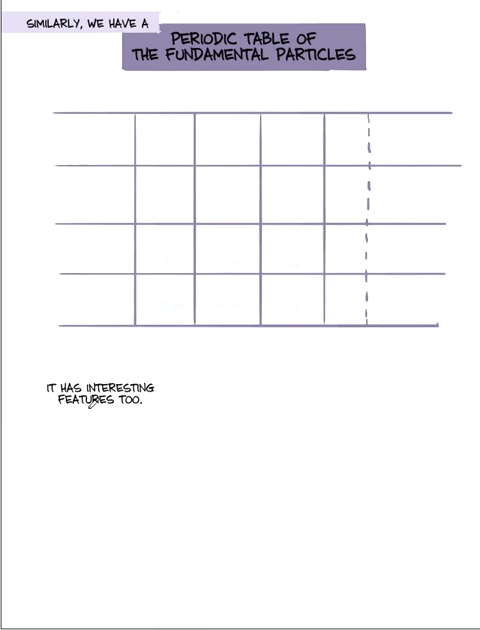 SIMILARLY, WE HAVE A
PERIODIC TABLE OF
THE FUNDAMENTAL PARTICLES
IT HAS INTERESTING
FEATURES TOO.